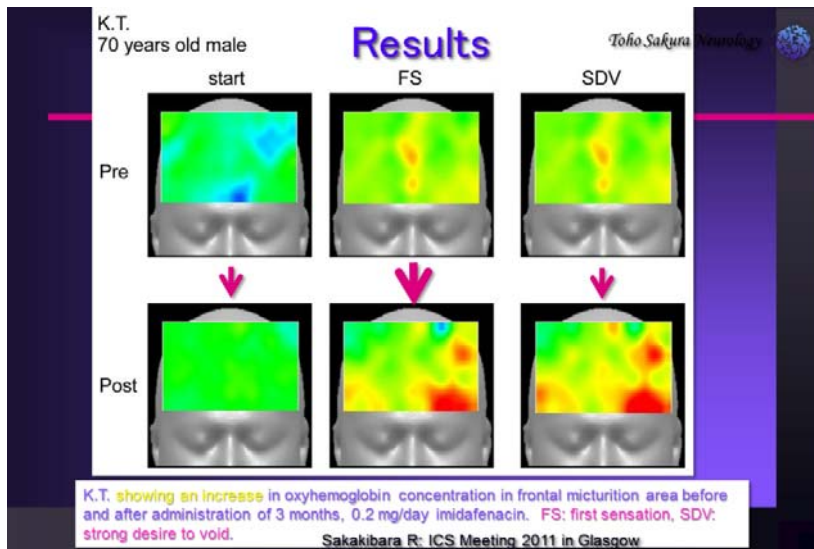 K.T.
70 years old male
Results
Toho Sakura Neurology
start
FS
SDV
Pre
Post
K.T. showing an increase in oxyhemoglobin concentration in frontal micturition area before
and after administration of 3 months, 0.2 mg/day imidafenacin. FS: first sensation, SDV:
strong desire to void.
Sakakibara R: ICS Meeting 2011 in Glasgow